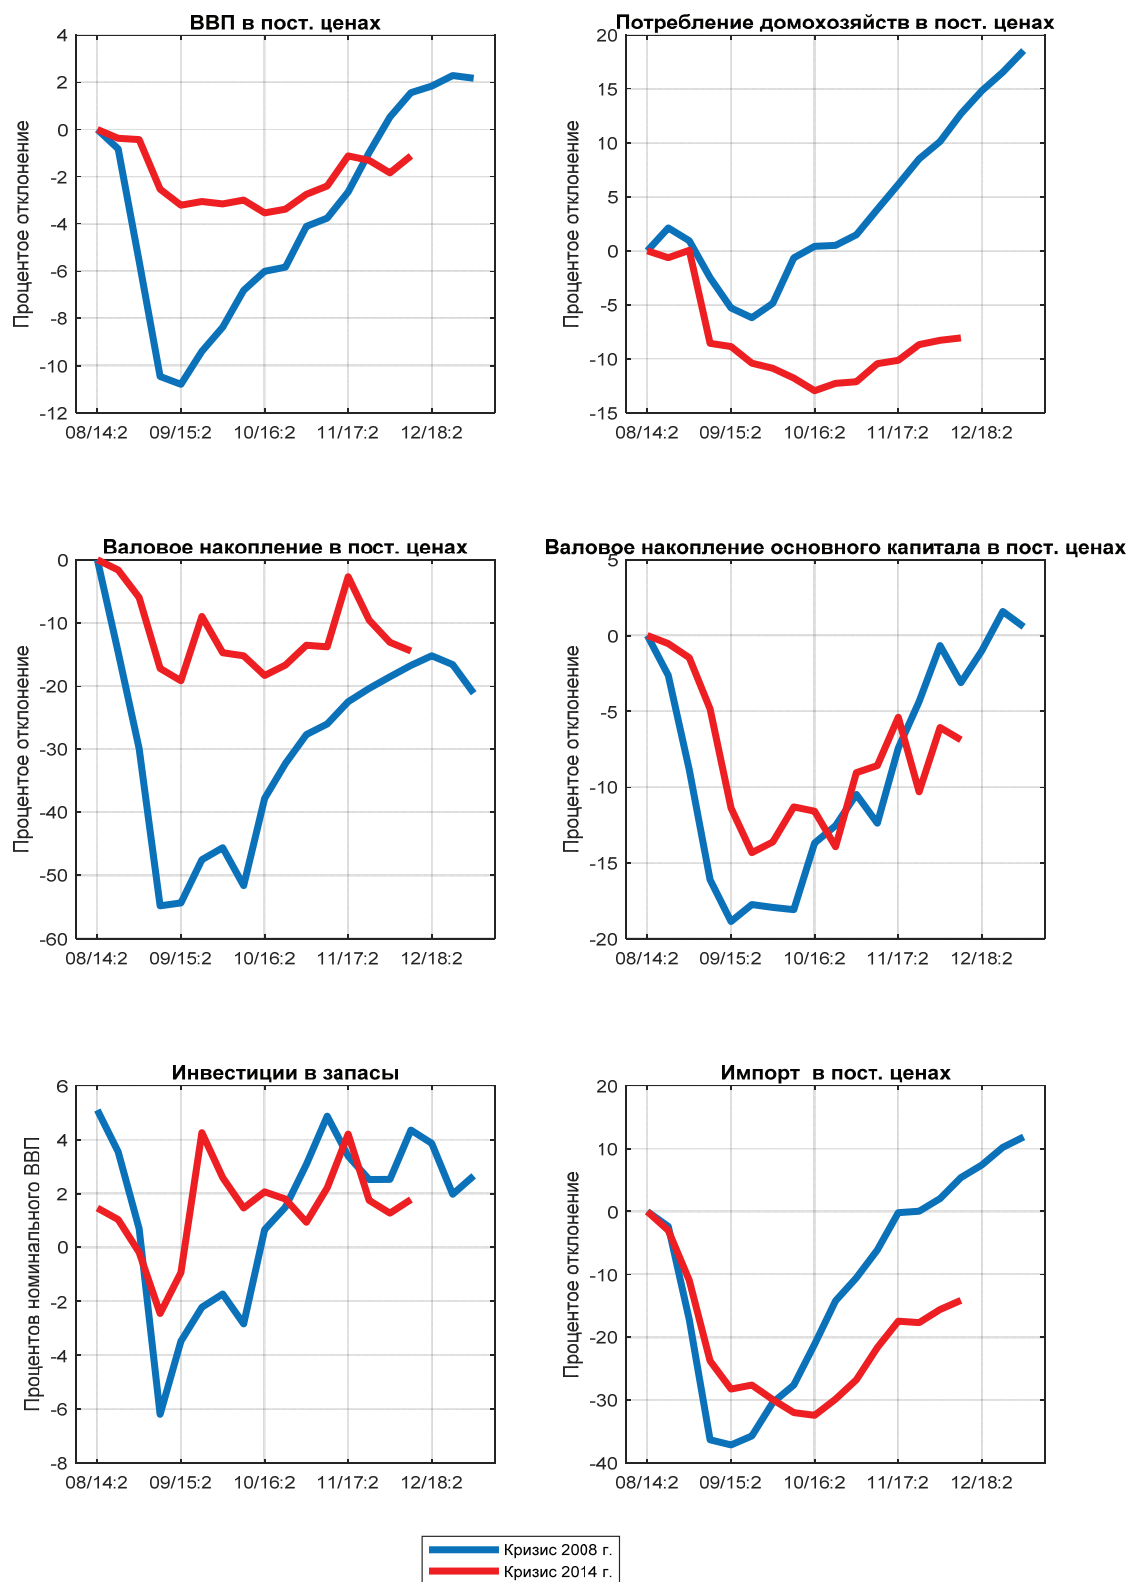 ВВП в пост. ценах
Процентое отклонение
4
2
0
-2
-4
-6
-8
-10
-12
08/14:2 09/15:2 10/16:2 11/17:2 12/18:2
Потребление домохозяйств в пост. ценах
Процентое отклонение
20
15
10
5
0
-5
-10
-15
08/14:2 09/15:2 10/16:2 11/17:2 12/18:2
Валовое накопление в пост. ценах
Процентое отклонение
0
-10
-20
-30
-40
-50
-60
08/14:2 09/15:2 10/16:2 11/17:2 12/18:2
Валовое накопление основного капитала в пост. ценах
Процентое отклонение
5
0
-5
-10
-15
-20
08/14:2 09/15:2 10/16:2 11/17:2 12/18:2
Инвестиции в запасы
Процентов номинального ВВП
6
4
2
0
-2
-4
-6
-8
08/14:2 09/15:2 10/16:2 11/17:2 12/18:2
Импорт в пост. ценах
Процентое отклонение
20
10
0
-10
-20
-30
-40
08/14:2 09/15:2 10/16:2 11/17:2 12/18:2
Кризис 2008 г.
Кризис 2014 г.